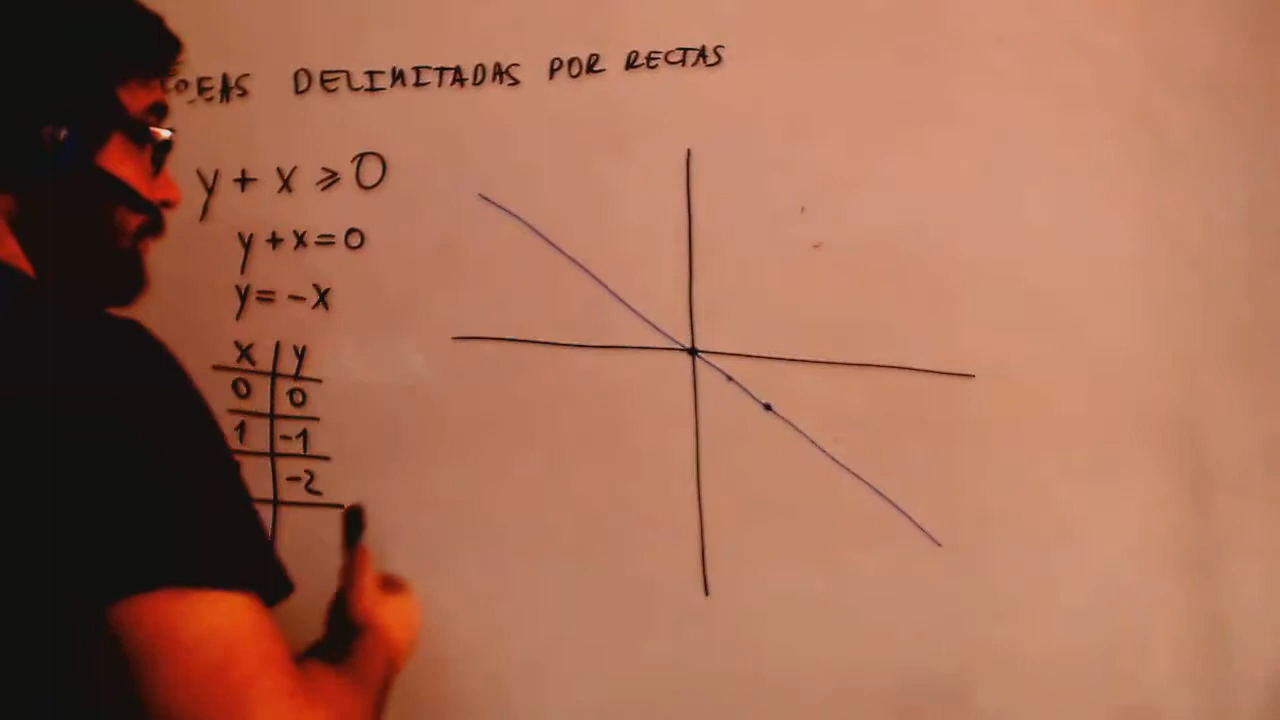 DELIMITADAS POR RECTAS
y + x ⩾ 0
y + x = 0
y = -x
x | y
0 | 0
1 | -1
-2